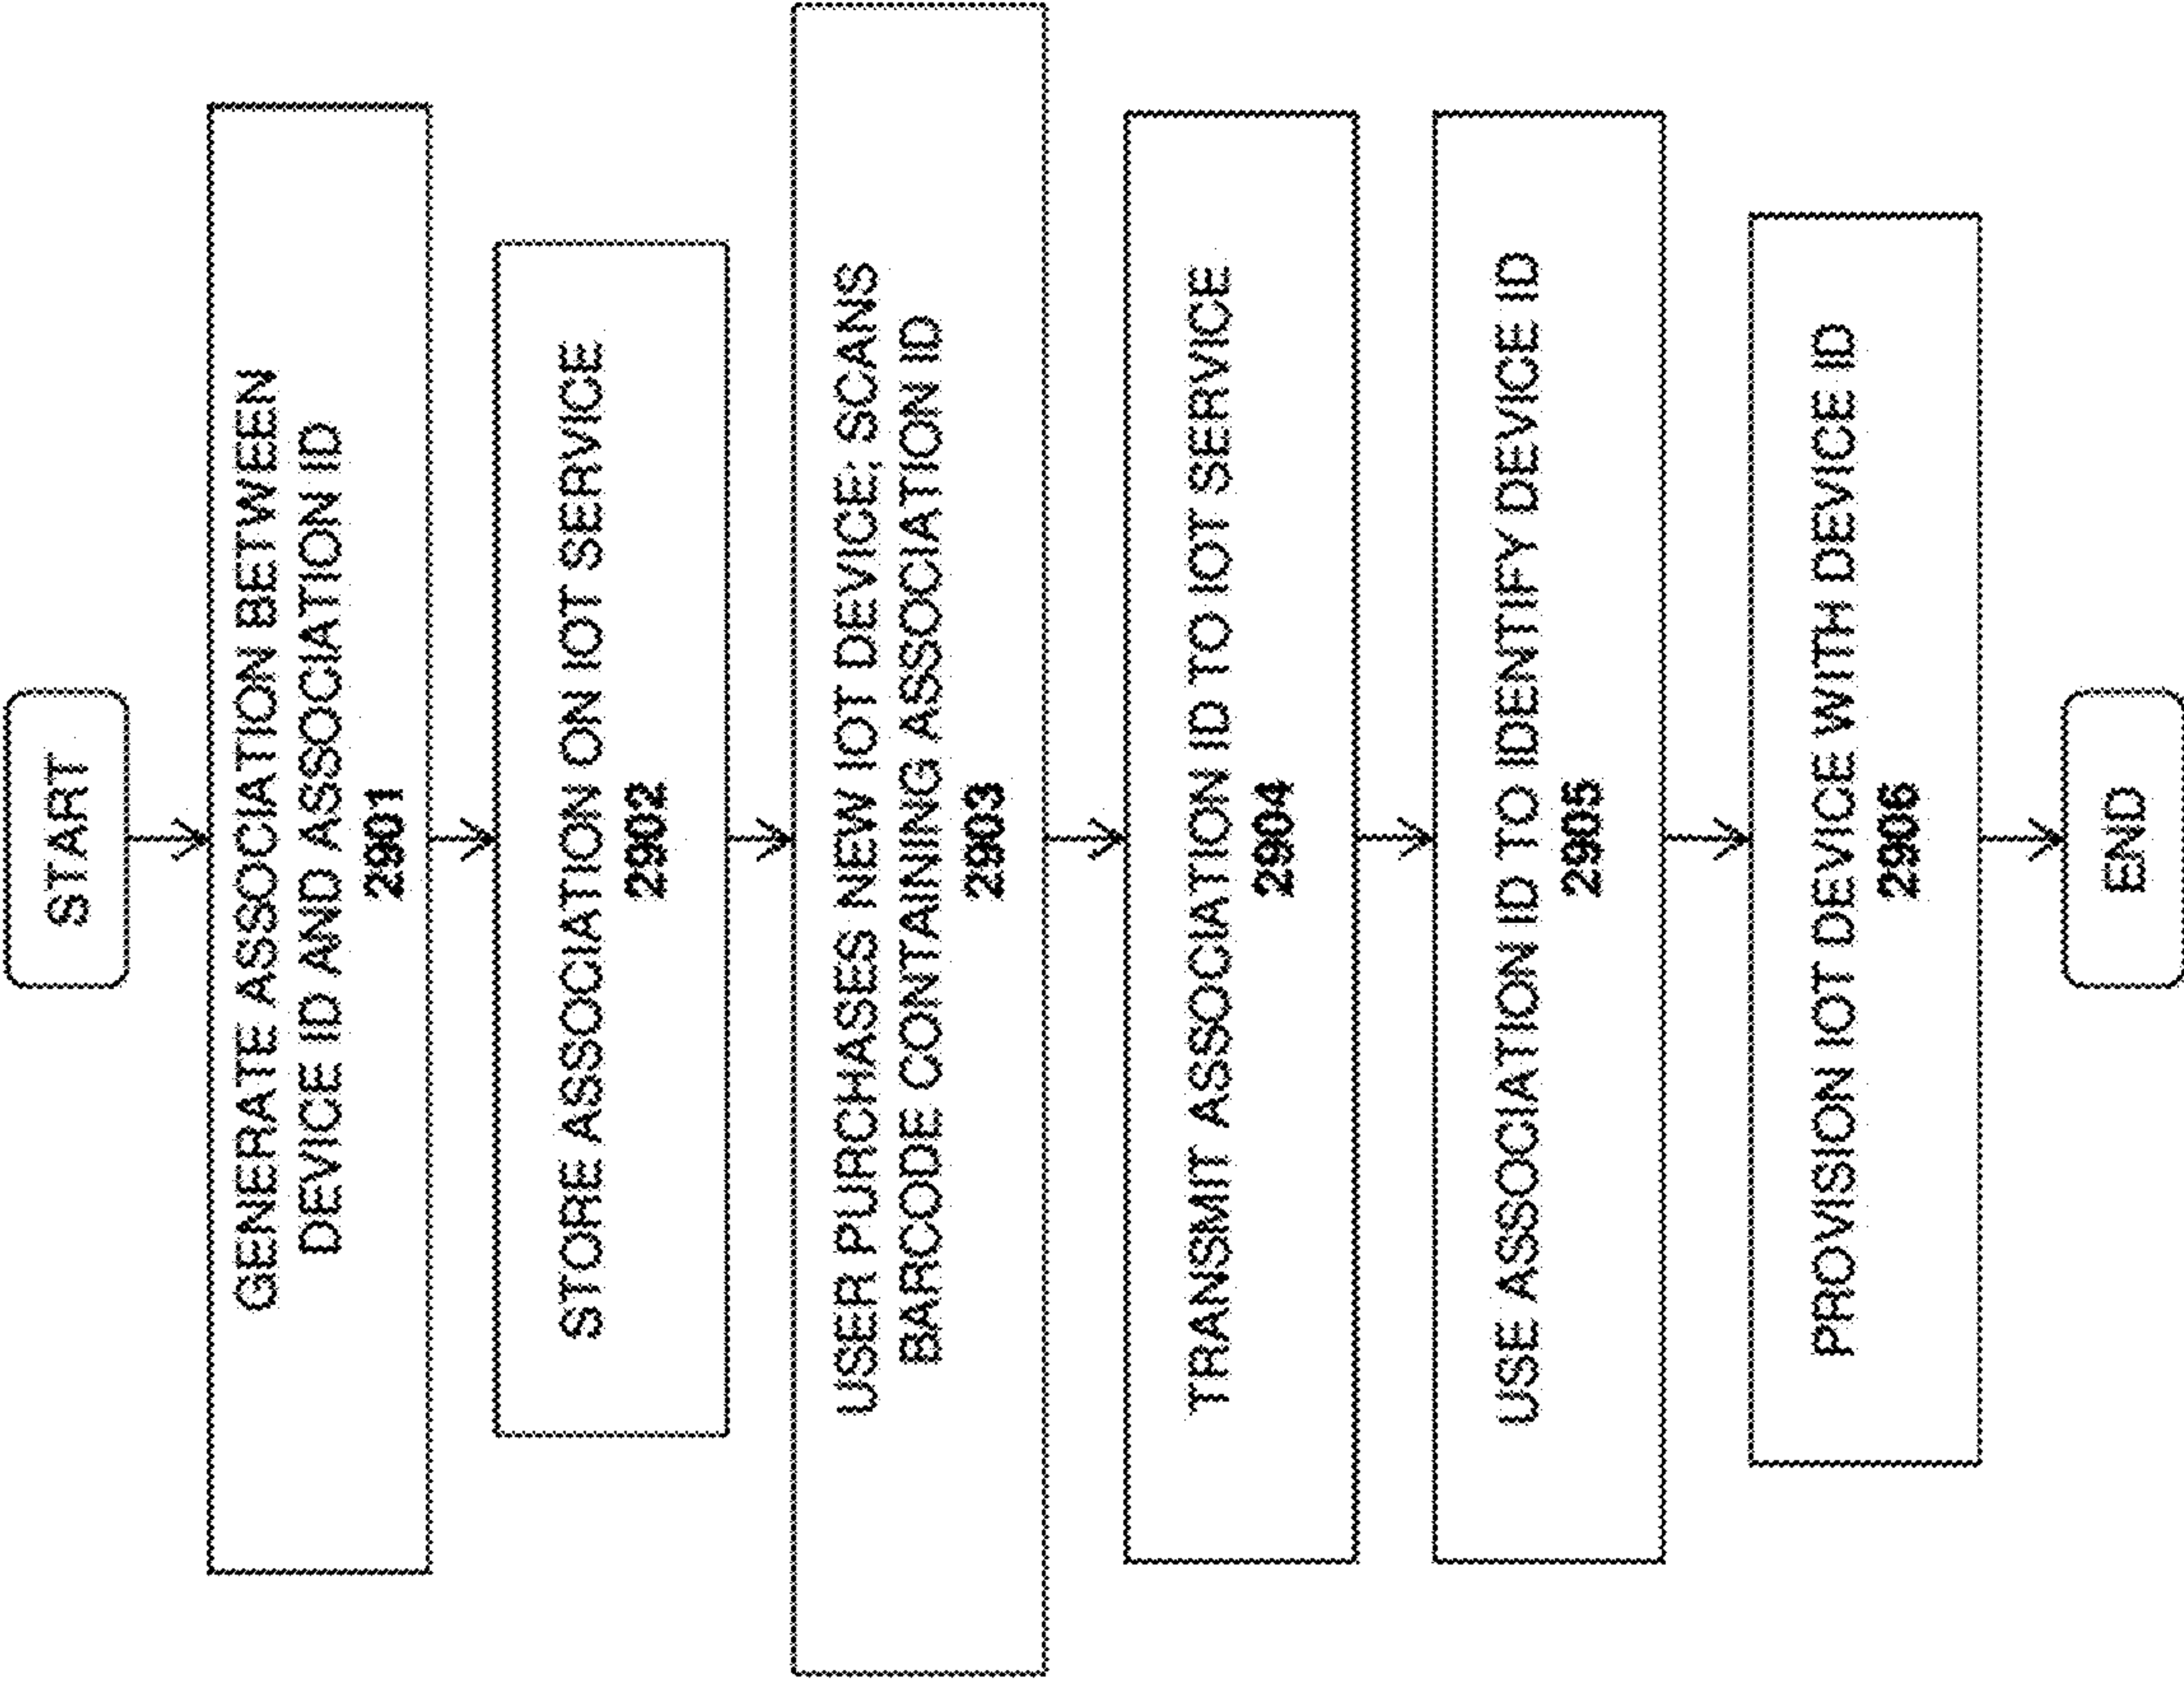 START
GENERATE ASSOCIATION BETWEEN
DEVICE ID AND ASSOCIATION ID
2901
STORE ASSOCIATION ON IOT SERVICE
2902
USER PURCHASES NEW IOT DEVICE; SCANS
BARCODE CONTAINING ASSOCIATION ID
2903
TRANSMIT ASSOCIATION ID TO IOT SERVICE
2904
USE ASSOCIATION ID TO IDENTIFY DEVICE ID
2905
PROVISION IOT DEVICE WITH DEVICE ID
2906
END